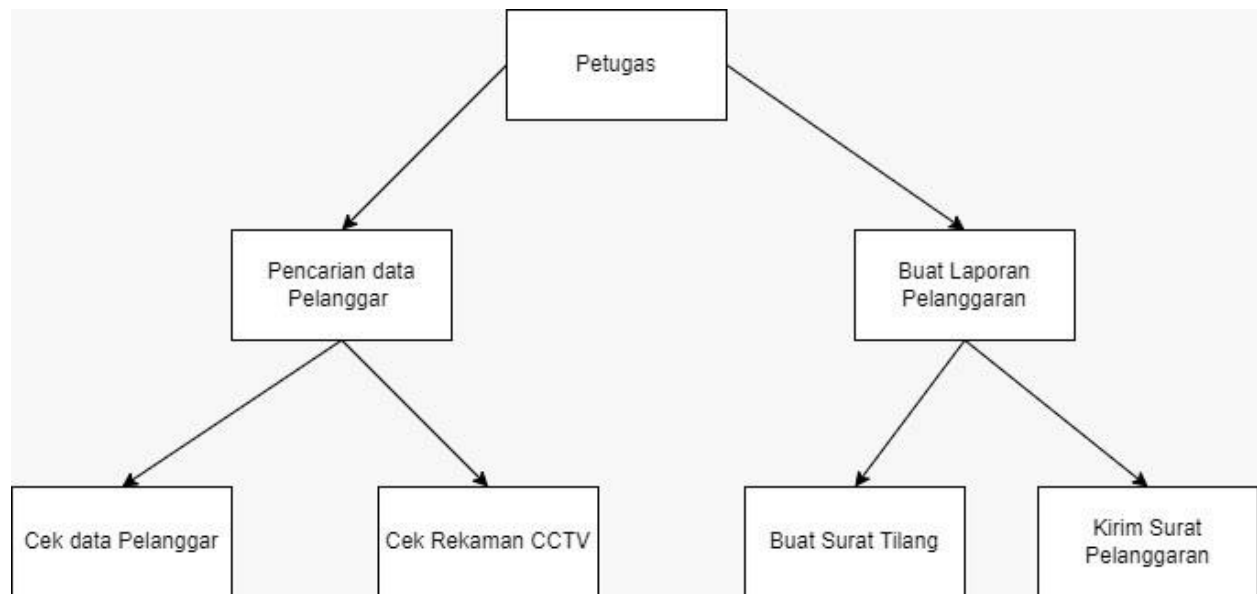 Petugas
Pencarian data
Pelanggar
Buat Laporan
Pelanggaran
Cek data Pelanggar
Cek Rekaman CCTV
Buat Surat Tilang
Kirim Surat
Pelanggaran